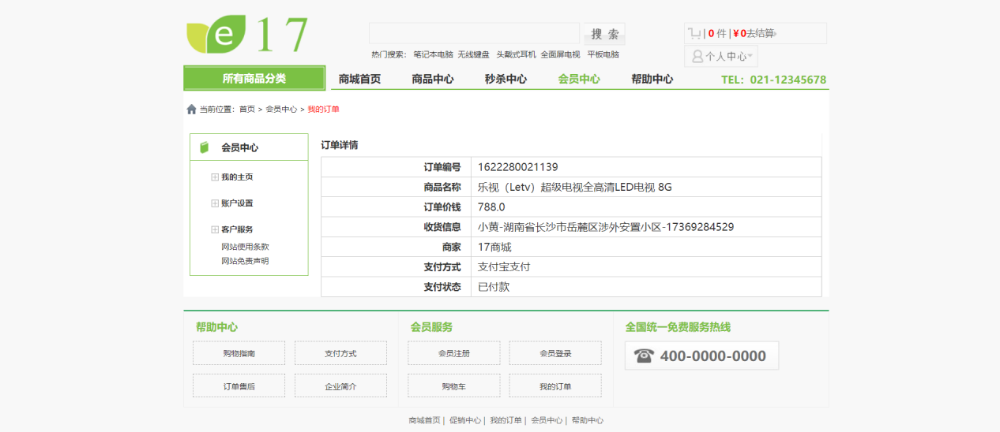 e 17
搜 索
| 0 件 | ¥ 0去结算›
热门搜索： 笔记本电脑 无线键盘 头戴式耳机 全面屏电视 平板电脑
个人中心
所有商品分类 商城首页 商品中心 秒杀中心 会员中心 帮助中心 TEL：021-12345678
当前位置：首页 > 会员中心 > 我的订单
会员中心
我的主页
账户设置
客户服务
网站使用条款
网站免责声明
订单详情
订单编号 1622280021139
商品名称 乐视（Letv）超级电视全高清LED电视 8G
订单价钱 788.0
收货信息 小黄-湖南省长沙市岳麓区涉外安置小区-17369284529
商家 17商城
支付方式 支付宝支付
支付状态 已付款
帮助中心
购物指南 支付方式
订单售后 企业简介
会员服务
会员注册 会员登录
购物车 我的订单
全国统一免费服务热线
400-0000-0000
商城首页 | 促销中心 | 我的订单 | 会员中心 | 帮助中心